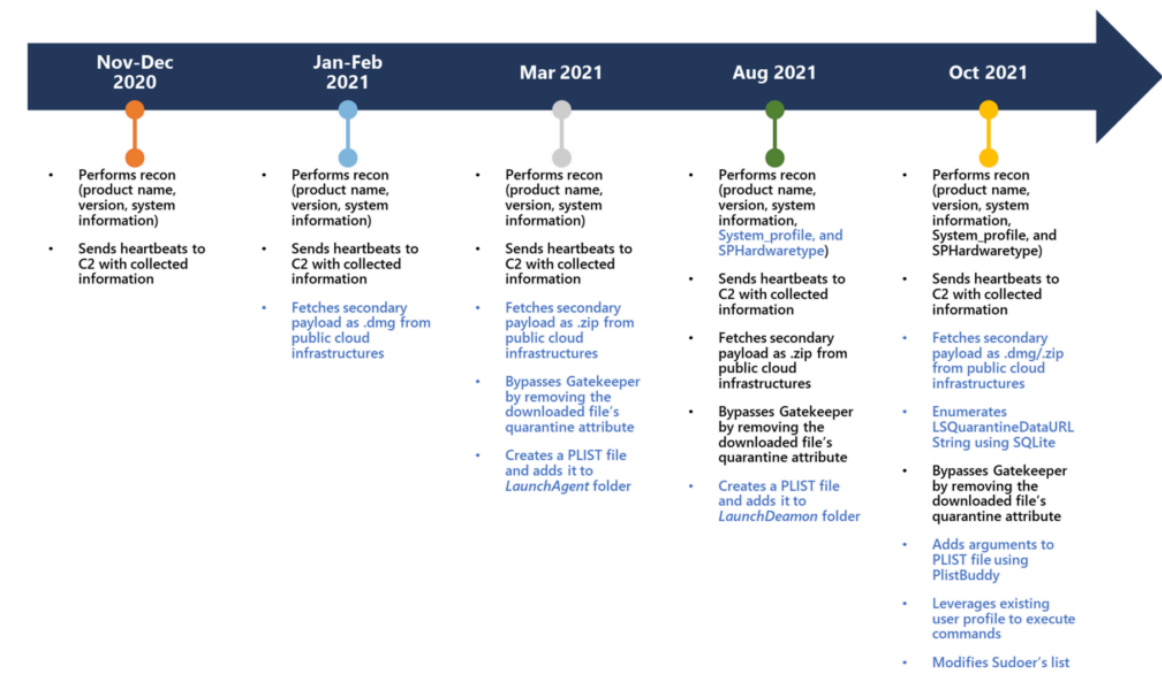 Nov-Dec
2020
Jan-Feb
2021
Mar 2021
Aug 2021
Oct 2021
• Performs recon
(product name,
version, system
information)
• Sends heartbeats to
C2 with collected
information
• Performs recon
(product name,
version, system
information)
• Sends heartbeats to
C2 with collected
information
• Fetches secondary
payload as .dmg from
public cloud
infrastructures
• Performs recon
(product name,
version, system
information)
• Sends heartbeats to
C2 with collected
information
• Fetches secondary
payload as .zip from
public cloud
infrastructures
• Bypasses Gatekeeper
by removing the
downloaded file's
quarantine attribute
• Creates a PLIST file
and adds it to
LaunchAgent folder
• Performs recon
(product name,
version, system
information,
System_profile, and
SPHardwaretype)
• Sends heartbeats to
C2 with collected
information
• Fetches secondary
payload as .zip from
public cloud
infrastructures
• Bypasses Gatekeeper
by removing the
downloaded file's
quarantine attribute
• Creates a PLIST file
and adds it to
LaunchDeamon folder
• Performs recon
(product name,
version, system
information,
System_profile, and
SPHardwaretype)
• Sends heartbeats to
C2 with collected
information
• Fetches secondary
payload as .dmg/.zip
from public cloud
infrastructures
• Enumerates
LSQuarantineDataURL
String using SQLite
• Bypasses Gatekeeper
by removing the
downloaded file's
quarantine attribute
• Adds arguments to
PLIST file using
PlistBuddy
• Leverages existing
user profile to execute
commands
• Modifies Sudoer's list